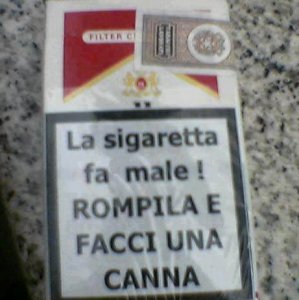 FILTER C
La sigaretta
fa male !
ROMPILA E
FACCI UNA
CANNA